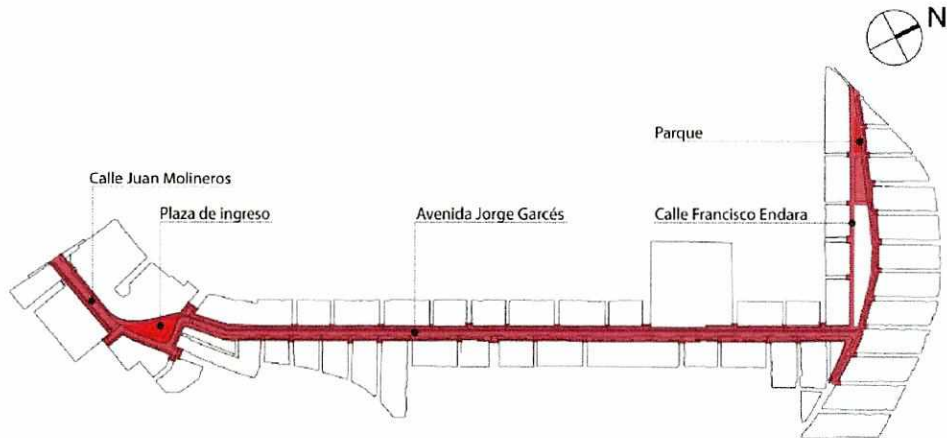 N
Parque
Calle Juan Molineros
Plaza de ingreso
Avenida Jorge Garcés
Calle Francisco Endara